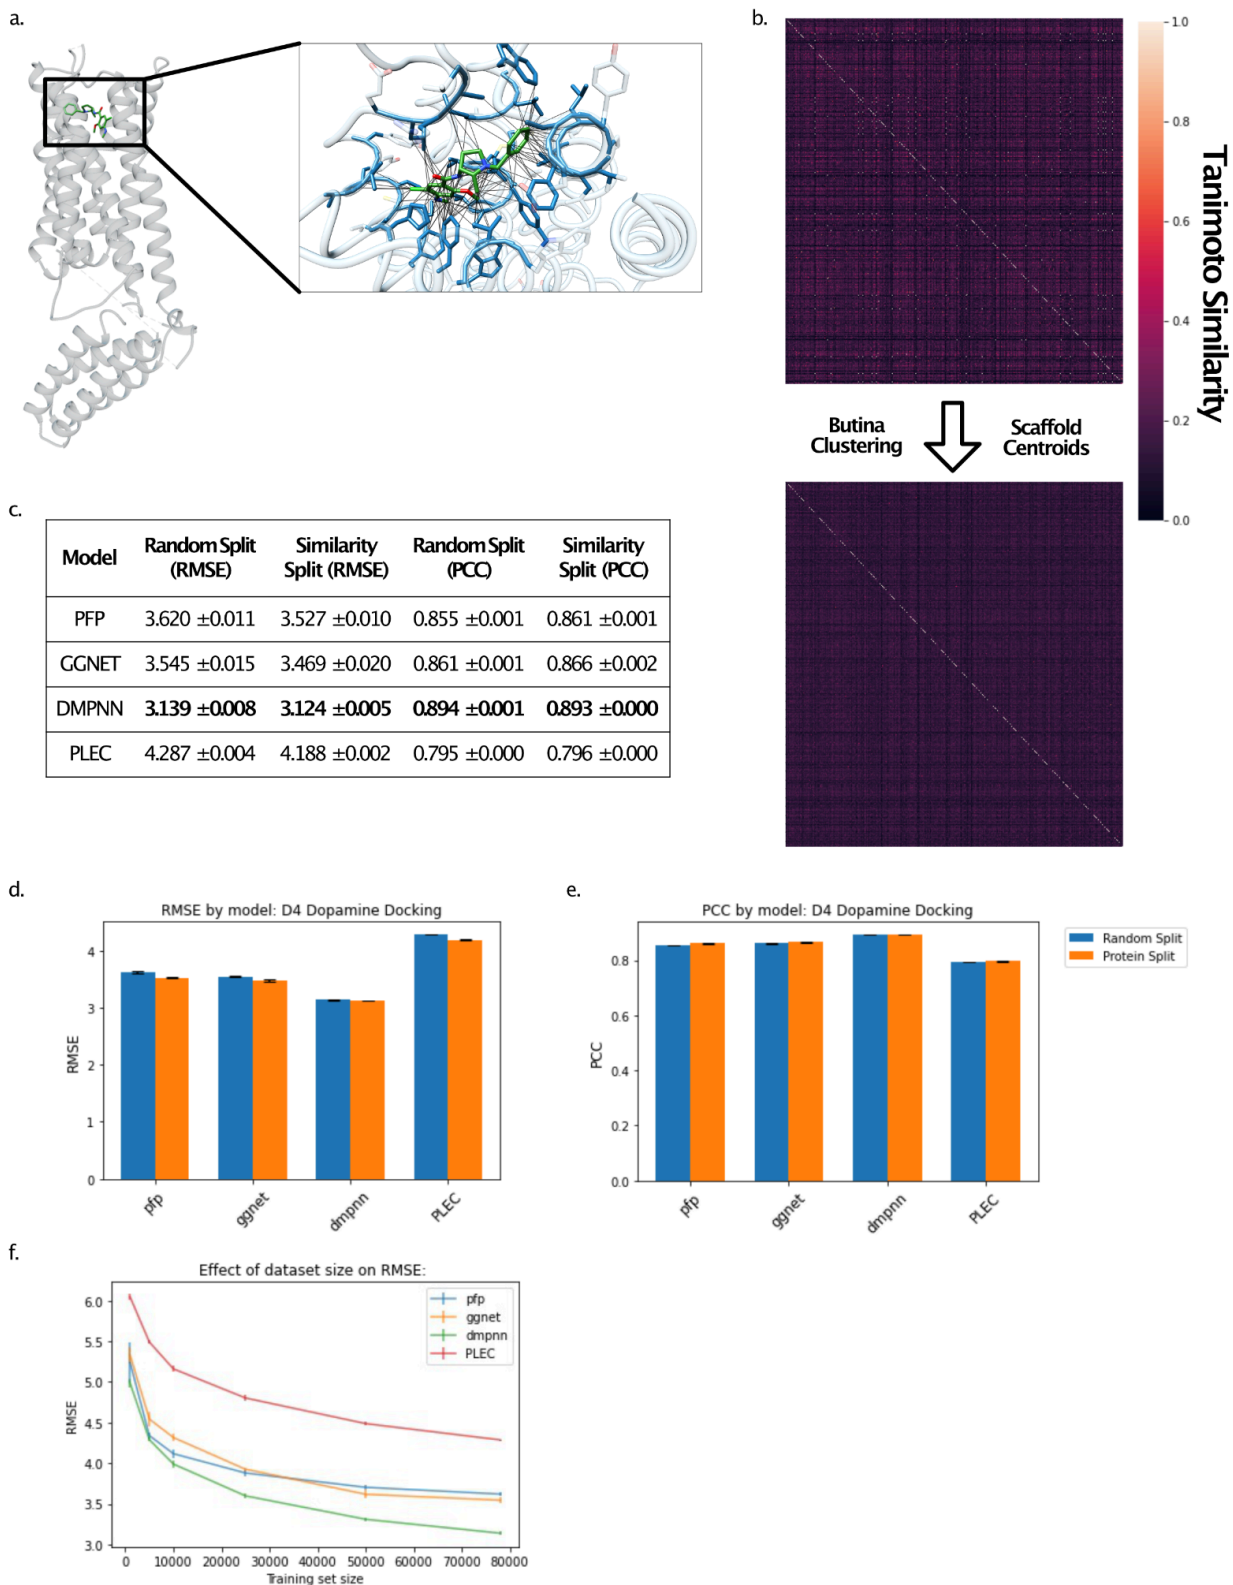 a.
b.
1.0
0.8
0.6
0.4
0.2
0.0
Tanimoto Similarity
Butina
Clustering
Scaffold
Centroids
c.
Model
Random Split
(RMSE)
Similarity
Split (RMSE)
Random Split
(PCC)
Similarity
Split (PCC)
PFP 3.620 ±0.011 3.527 ±0.010 0.855 ±0.001 0.861 ±0.001
GGNET 3.545 ±0.015 3.469 ±0.020 0.861 ±0.001 0.866 ±0.002
DMPNN 3.139 ±0.008 3.124 ±0.005 0.894 ±0.001 0.893 ±0.000
PLEC 4.287 ±0.004 4.188 ±0.002 0.795 ±0.000 0.796 ±0.000
d.
RMSE by model: D4 Dopamine Docking
RMSE
4
3
2
1
0
pfp
ggnet
dmpnn
PLEC
e.
PCC by model: D4 Dopamine Docking
PCC
0.8
0.6
0.4
0.2
0.0
pfp
ggnet
dmpnn
PLEC
Random Split
Protein Split
f.
Effect of dataset size on RMSE:
RMSE
6.0
5.5
5.0
4.5
4.0
3.5
3.0
pfp
ggnet
dmpnn
PLEC
0 10000 20000 30000 40000 50000 60000 70000 80000
Training set size